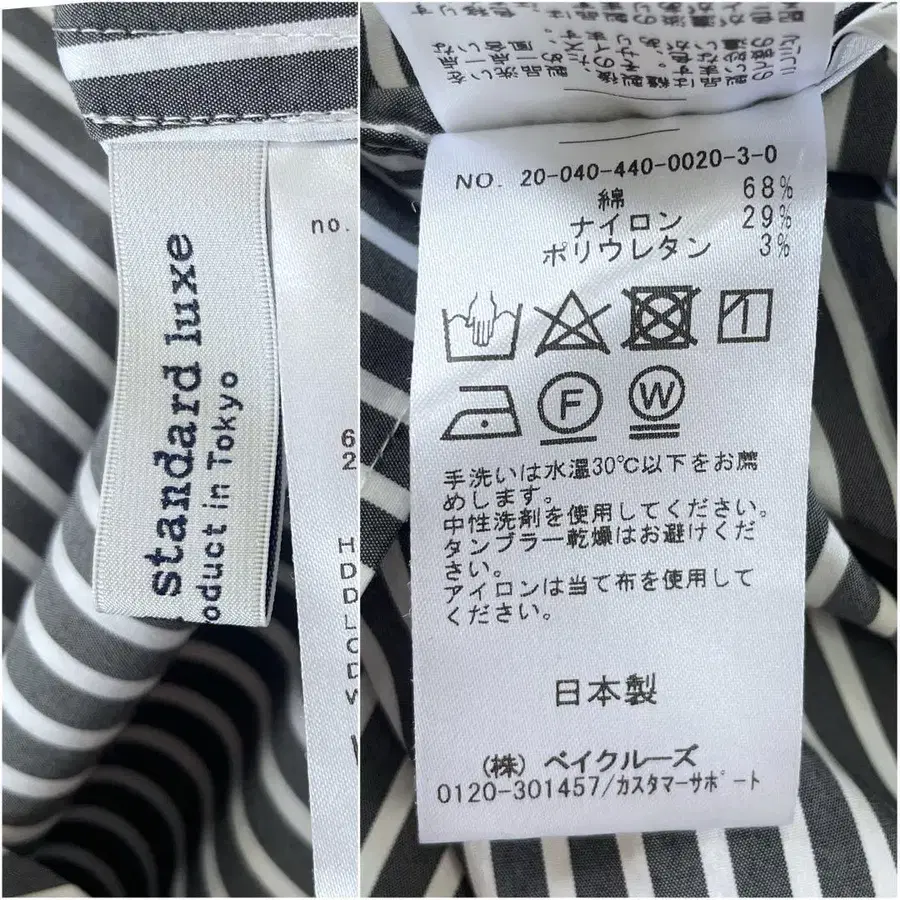 standard luxe
oduct in Tokyo
no.
6
2
H
D
D
L
NO. 20-040-440-0020-3-0
綿 68%
ナイロン 29%
ポリウレタン 3%
F W
手洗いは水温30℃以下をお薦
めします。
中性洗剤を使用してください。
タンブラー乾燥はお避けくだ
さい。
アイロンは当て布を使用して
ください。
日本製
(株) ベイクルーズ
0120-301457/カスタマーサポート